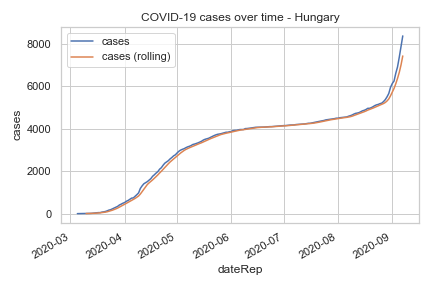 COVID-19 cases over time - Hungary
cases
cases (rolling)
8000
6000
4000
2000
0
cases
2020-03
2020-04
2020-05
2020-06
2020-07
2020-08
2020-09
dateRep